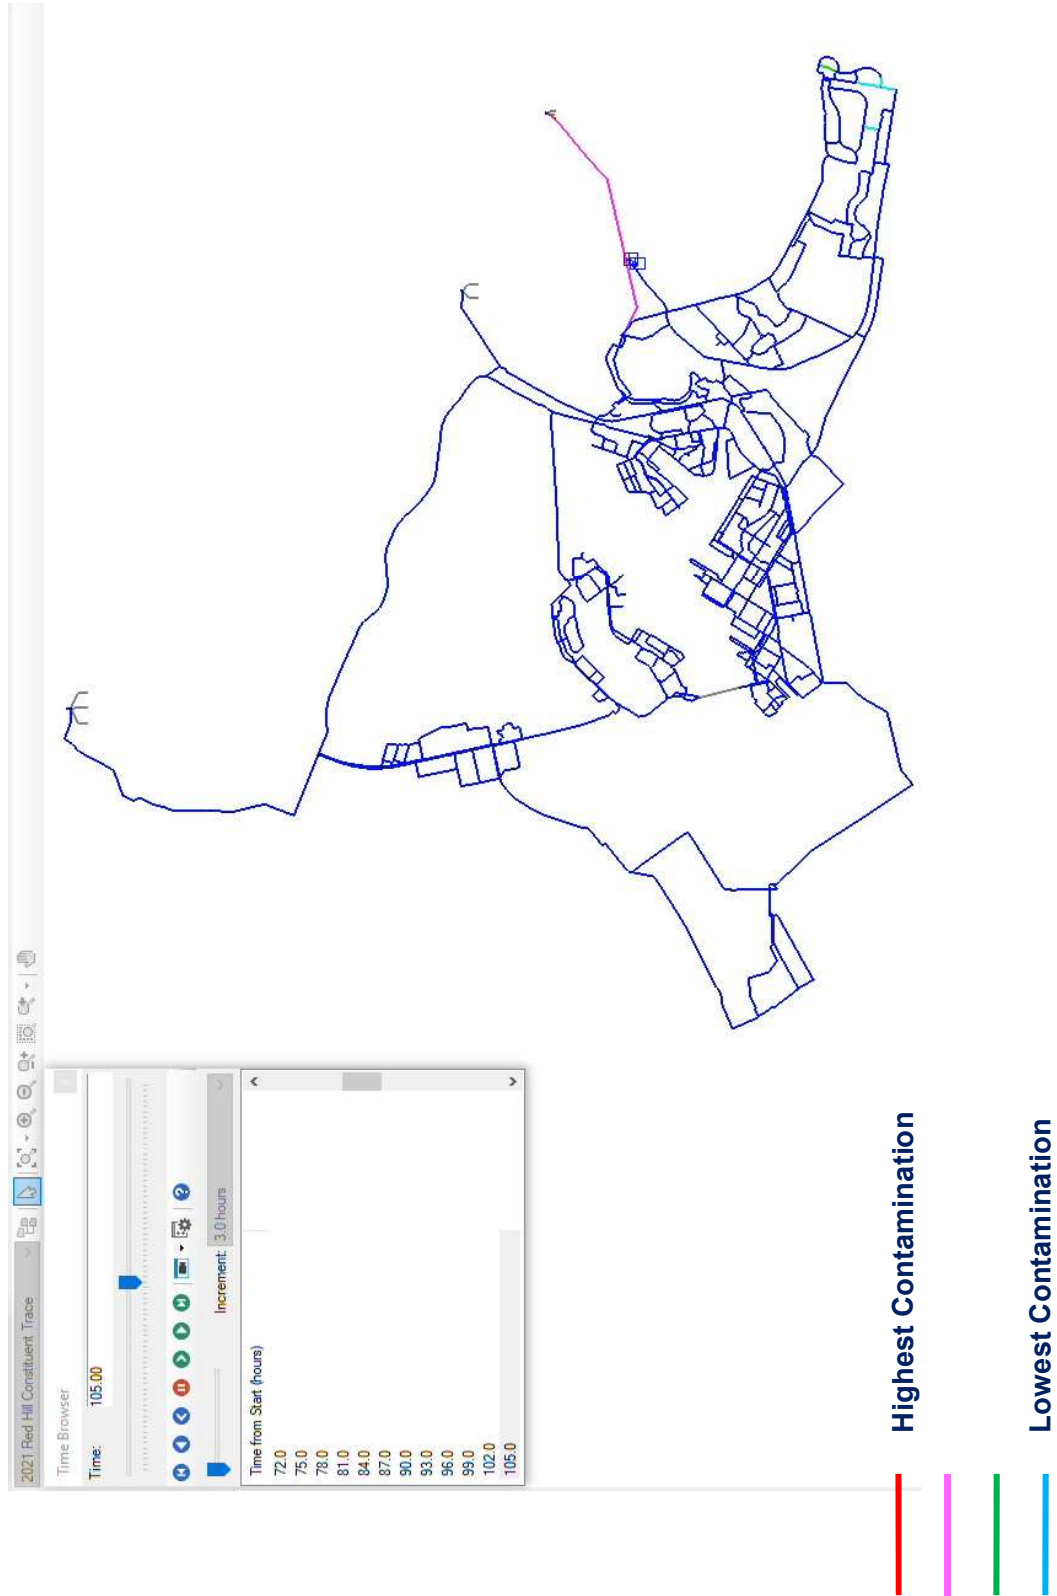 2021 Red Hill Constituent Trace
Time Browser
Time:
105.00
Increment: 3.0 hours
Time from Start (hours)
72.0
75.0
78.0
81.0
84.0
87.0
90.0
93.0
96.0
99.0
102.0
105.0
Highest Contamination
Lowest Contamination